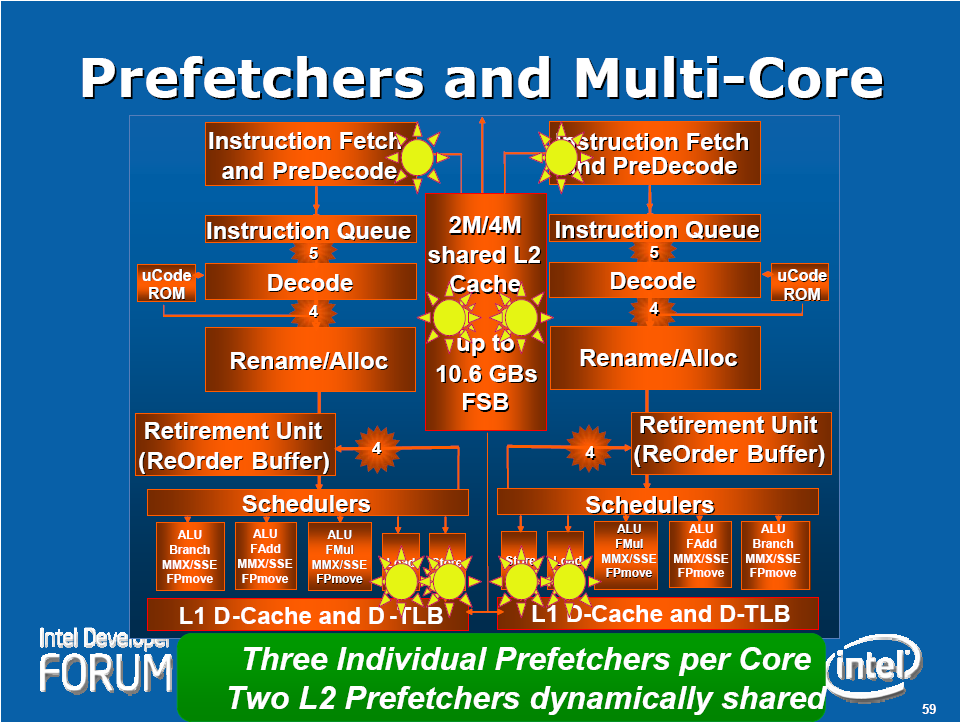 Prefetchers and Multi-Core
Instruction Fetch
and PreDecode
Instruction Queue
5
uCode
ROM
Decode
4
Rename/Alloc
Retirement Unit
(ReOrder Buffer)
4
Schedulers
ALU
Branch
MMX/SSE
FPmove
ALU
FAdd
MMX/SSE
FPmove
ALU
FMul
MMX/SSE
FPmove
Load
Store
L1 D-Cache and D-TLB
2M/4M
shared L2
Cache
up to
10.6 GBs
FSB
Instruction Fetch
and PreDecode
Instruction Queue
5
Decode
uCode
ROM
4
Rename/Alloc
Retirement Unit
(ReOrder Buffer)
4
Schedulers
Store
Load
ALU
FMul
MMX/SSE
FPmove
ALU
FAdd
MMX/SSE
FPmove
ALU
Branch
MMX/SSE
FPmove
L1 D-Cache and D-TLB
Intel Developer
FORUM
Three Individual Prefetchers per Core
Two L2 Prefetchers dynamically shared
intel
59